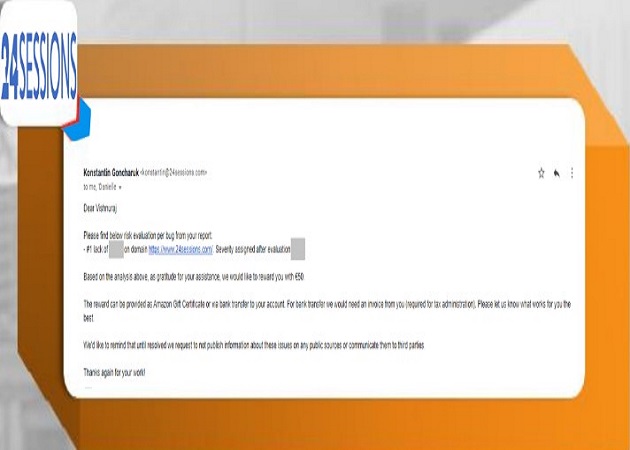 24SESSIONS
Konstantin Goncharuk <konstantin@24sessions.com>
to me, Danielle
Dear Vishnuraj
Please find below risk evaluation per bug from your report.
- #1 lack of on domain https://www.24sessions.com/. Severity assigned after evaluation
Based on the analysis above, as gratitude for your assistance, we would like to reward you with €50.
The reward can be provided as Amazon Gift Certificate or via bank transfer to your account. For bank transfer we would need an invoice from you (required for tax administration). Please let us know what works for you the
best.
We'd like to remind that until resolved we request to not publish information about these issues on any public sources or communicate them to third parties
Thanks again for your work!